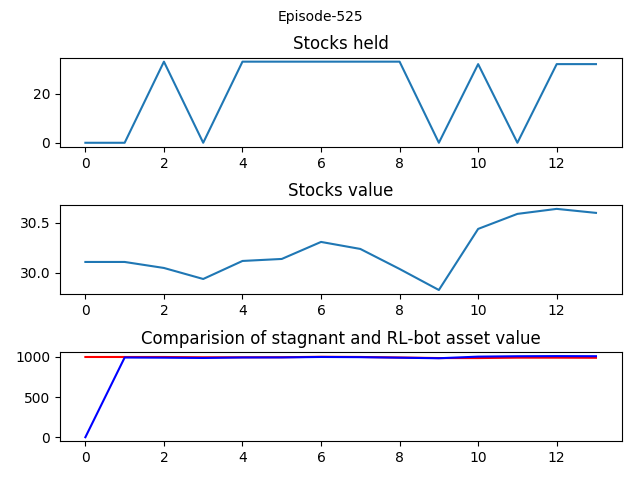 Episode-525
Stocks held
20
0
0 2 4 6 8 10 12
Stocks value
30.5
30.0
0 2 4 6 8 10 12
Comparision of stagnant and RL-bot asset value
1000
500
0
0 2 4 6 8 10 12